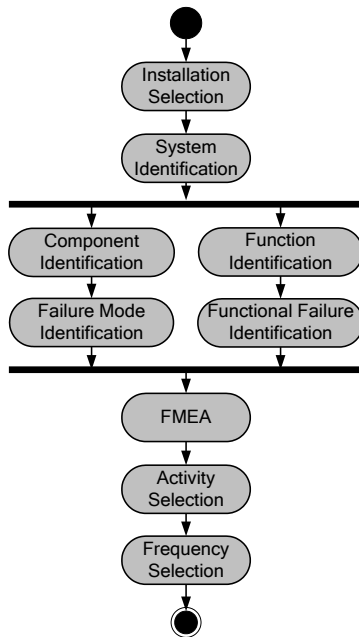 Installation
Selection
System
Identification
Component
Identification
Function
Identification
Failure Mode
Identification
Functional Failure
Identification
FMEA
Activity
Selection
Frequency
Selection